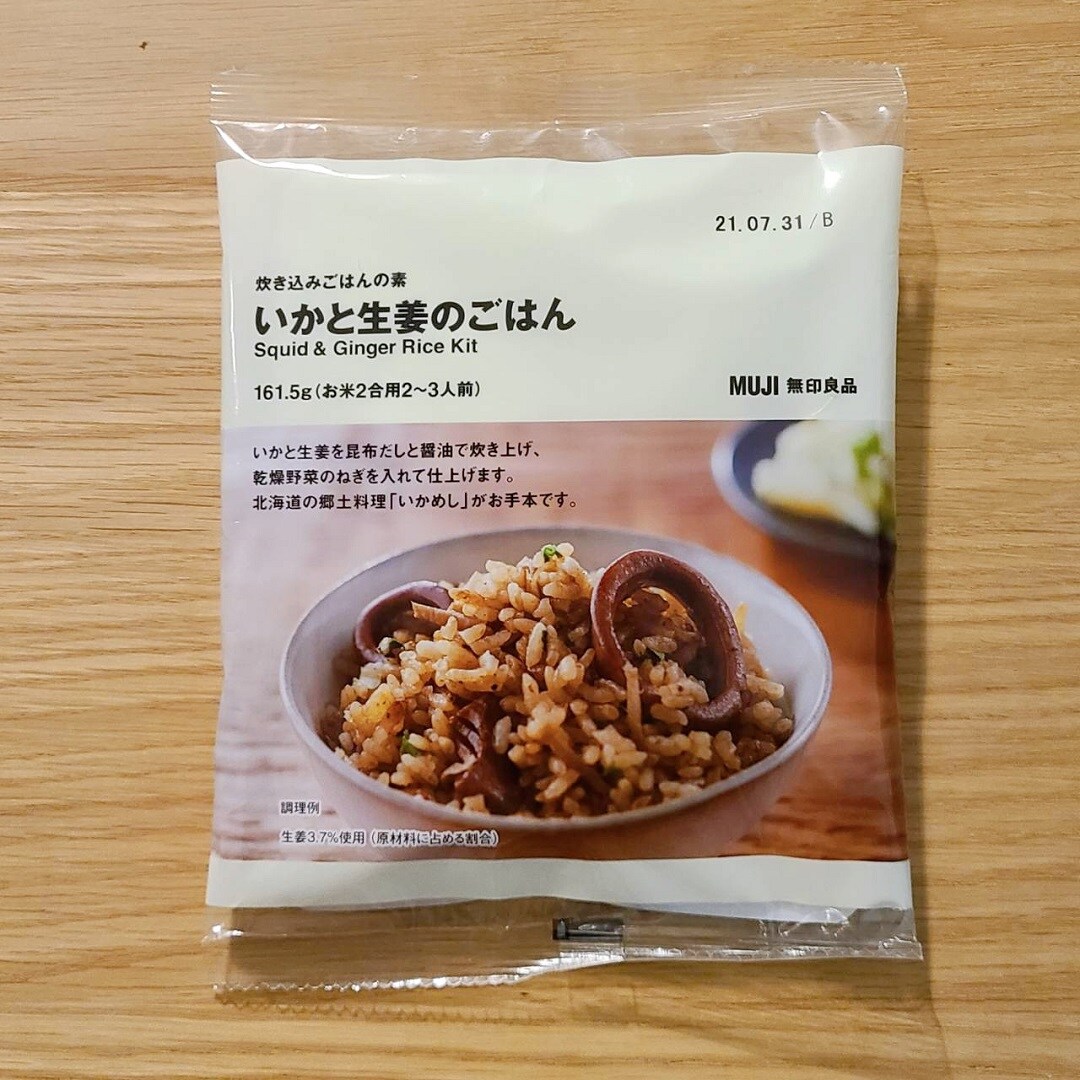 21.07.31/B
炊き込みごはんの素
いかと生姜のごはん
Squid & Ginger Rice Kit
161.5g(お米2合用2〜3人前)
MUJI 無印良品
いかと生姜を昆布だしと醤油で炊き上げ、
乾燥野菜のねぎを入れて仕上げます。
北海道の郷土料理「いかめし」がお手本です。
調理例
生姜3.7%使用(原材料に占める割合)